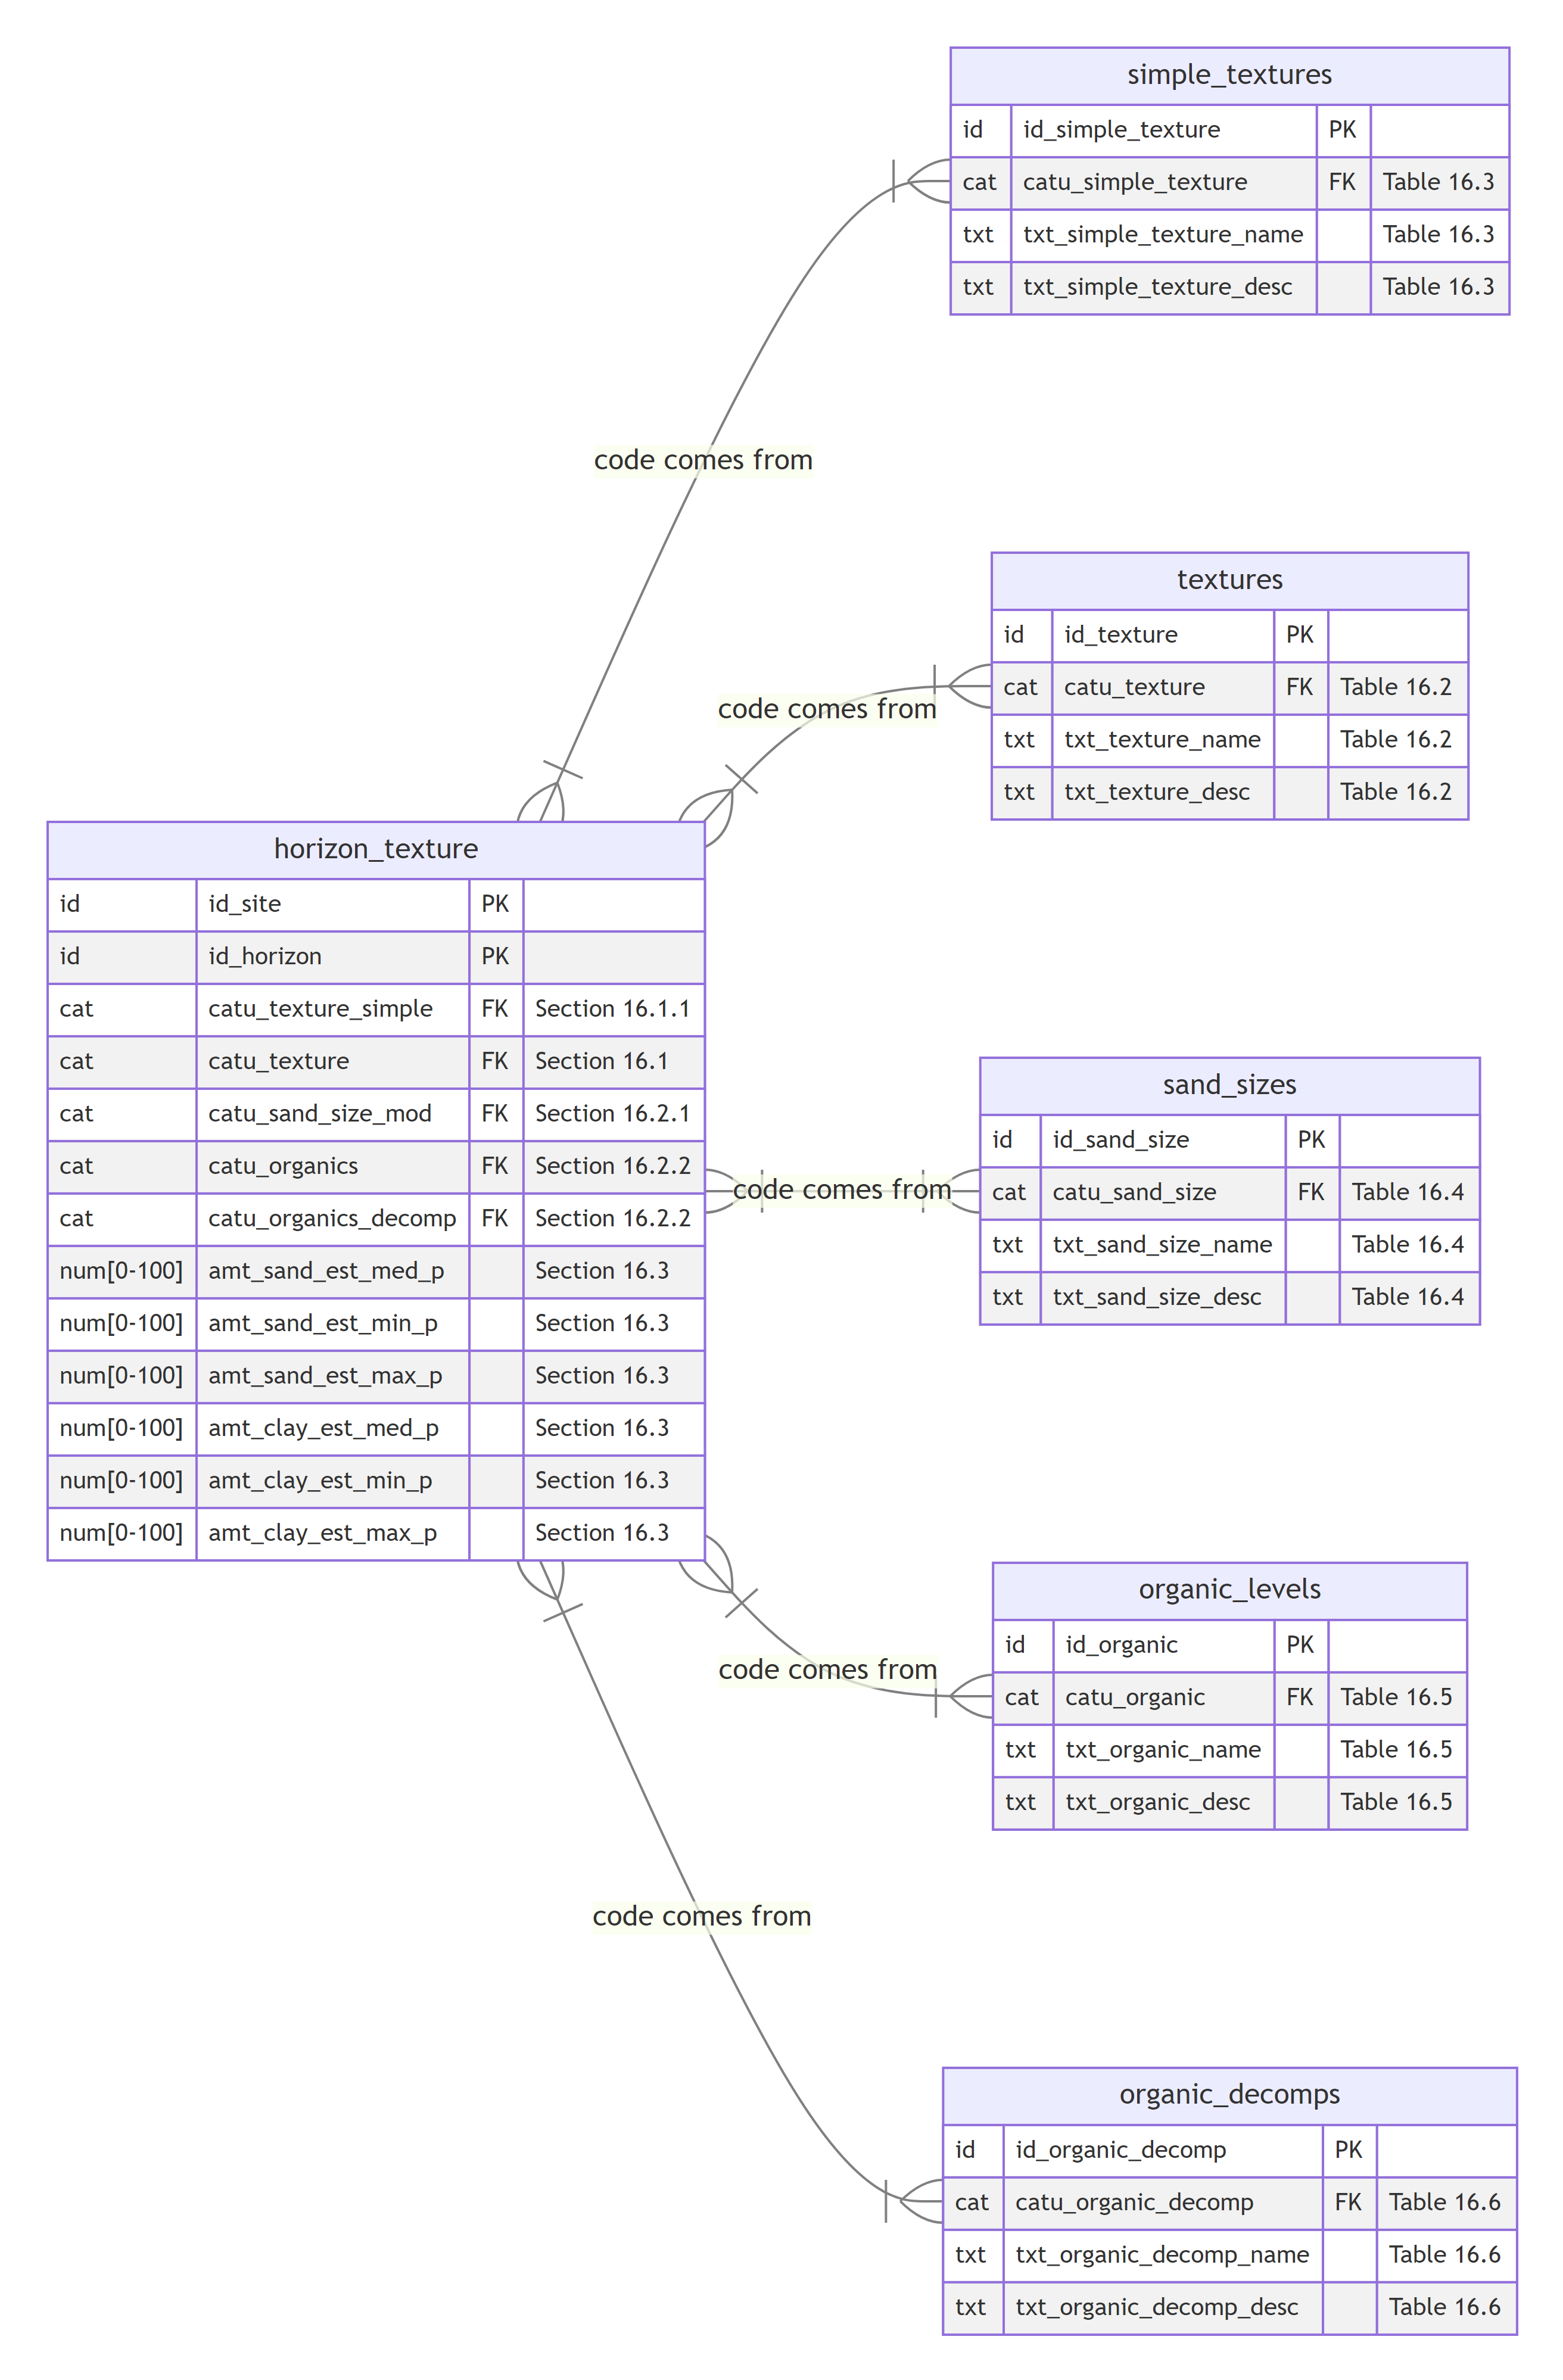 simple_textures
id id_simple_texture PK
cat catu_simple_texture FK Table 16.3
txt txt_simple_texture_name Table 16.3
txt txt_simple_texture_desc Table 16.3
code comes from
textures
id id_texture PK
cat catu_texture FK Table 16.2
txt txt_texture_name Table 16.2
txt txt_texture_desc Table 16.2
code comes from
horizon_texture
id id_site PK
id id_horizon PK
cat catu_texture_simple FK Section 16.1.1
cat catu_texture FK Section 16.1
cat catu_sand_size_mod FK Section 16.2.1
cat catu_organics FK Section 16.2.2
cat catu_organics_decomp FK Section 16.2.2
num[0-100] amt_sand_est_med_p Section 16.3
num[0-100] amt_sand_est_min_p Section 16.3
num[0-100] amt_sand_est_max_p Section 16.3
num[0-100] amt_clay_est_med_p Section 16.3
num[0-100] amt_clay_est_min_p Section 16.3
num[0-100] amt_clay_est_max_p Section 16.3
code comes from
sand_sizes
id id_sand_size PK
cat catu_sand_size FK Table 16.4
txt txt_sand_size_name Table 16.4
txt txt_sand_size_desc Table 16.4
code comes from
organic_levels
id id_organic PK
cat catu_organic FK Table 16.5
txt txt_organic_name Table 16.5
txt txt_organic_desc Table 16.5
code comes from
organic_decomps
id id_organic_decomp PK
cat catu_organic_decomp FK Table 16.6
txt txt_organic_decomp_name Table 16.6
txt txt_organic_decomp_desc Table 16.6